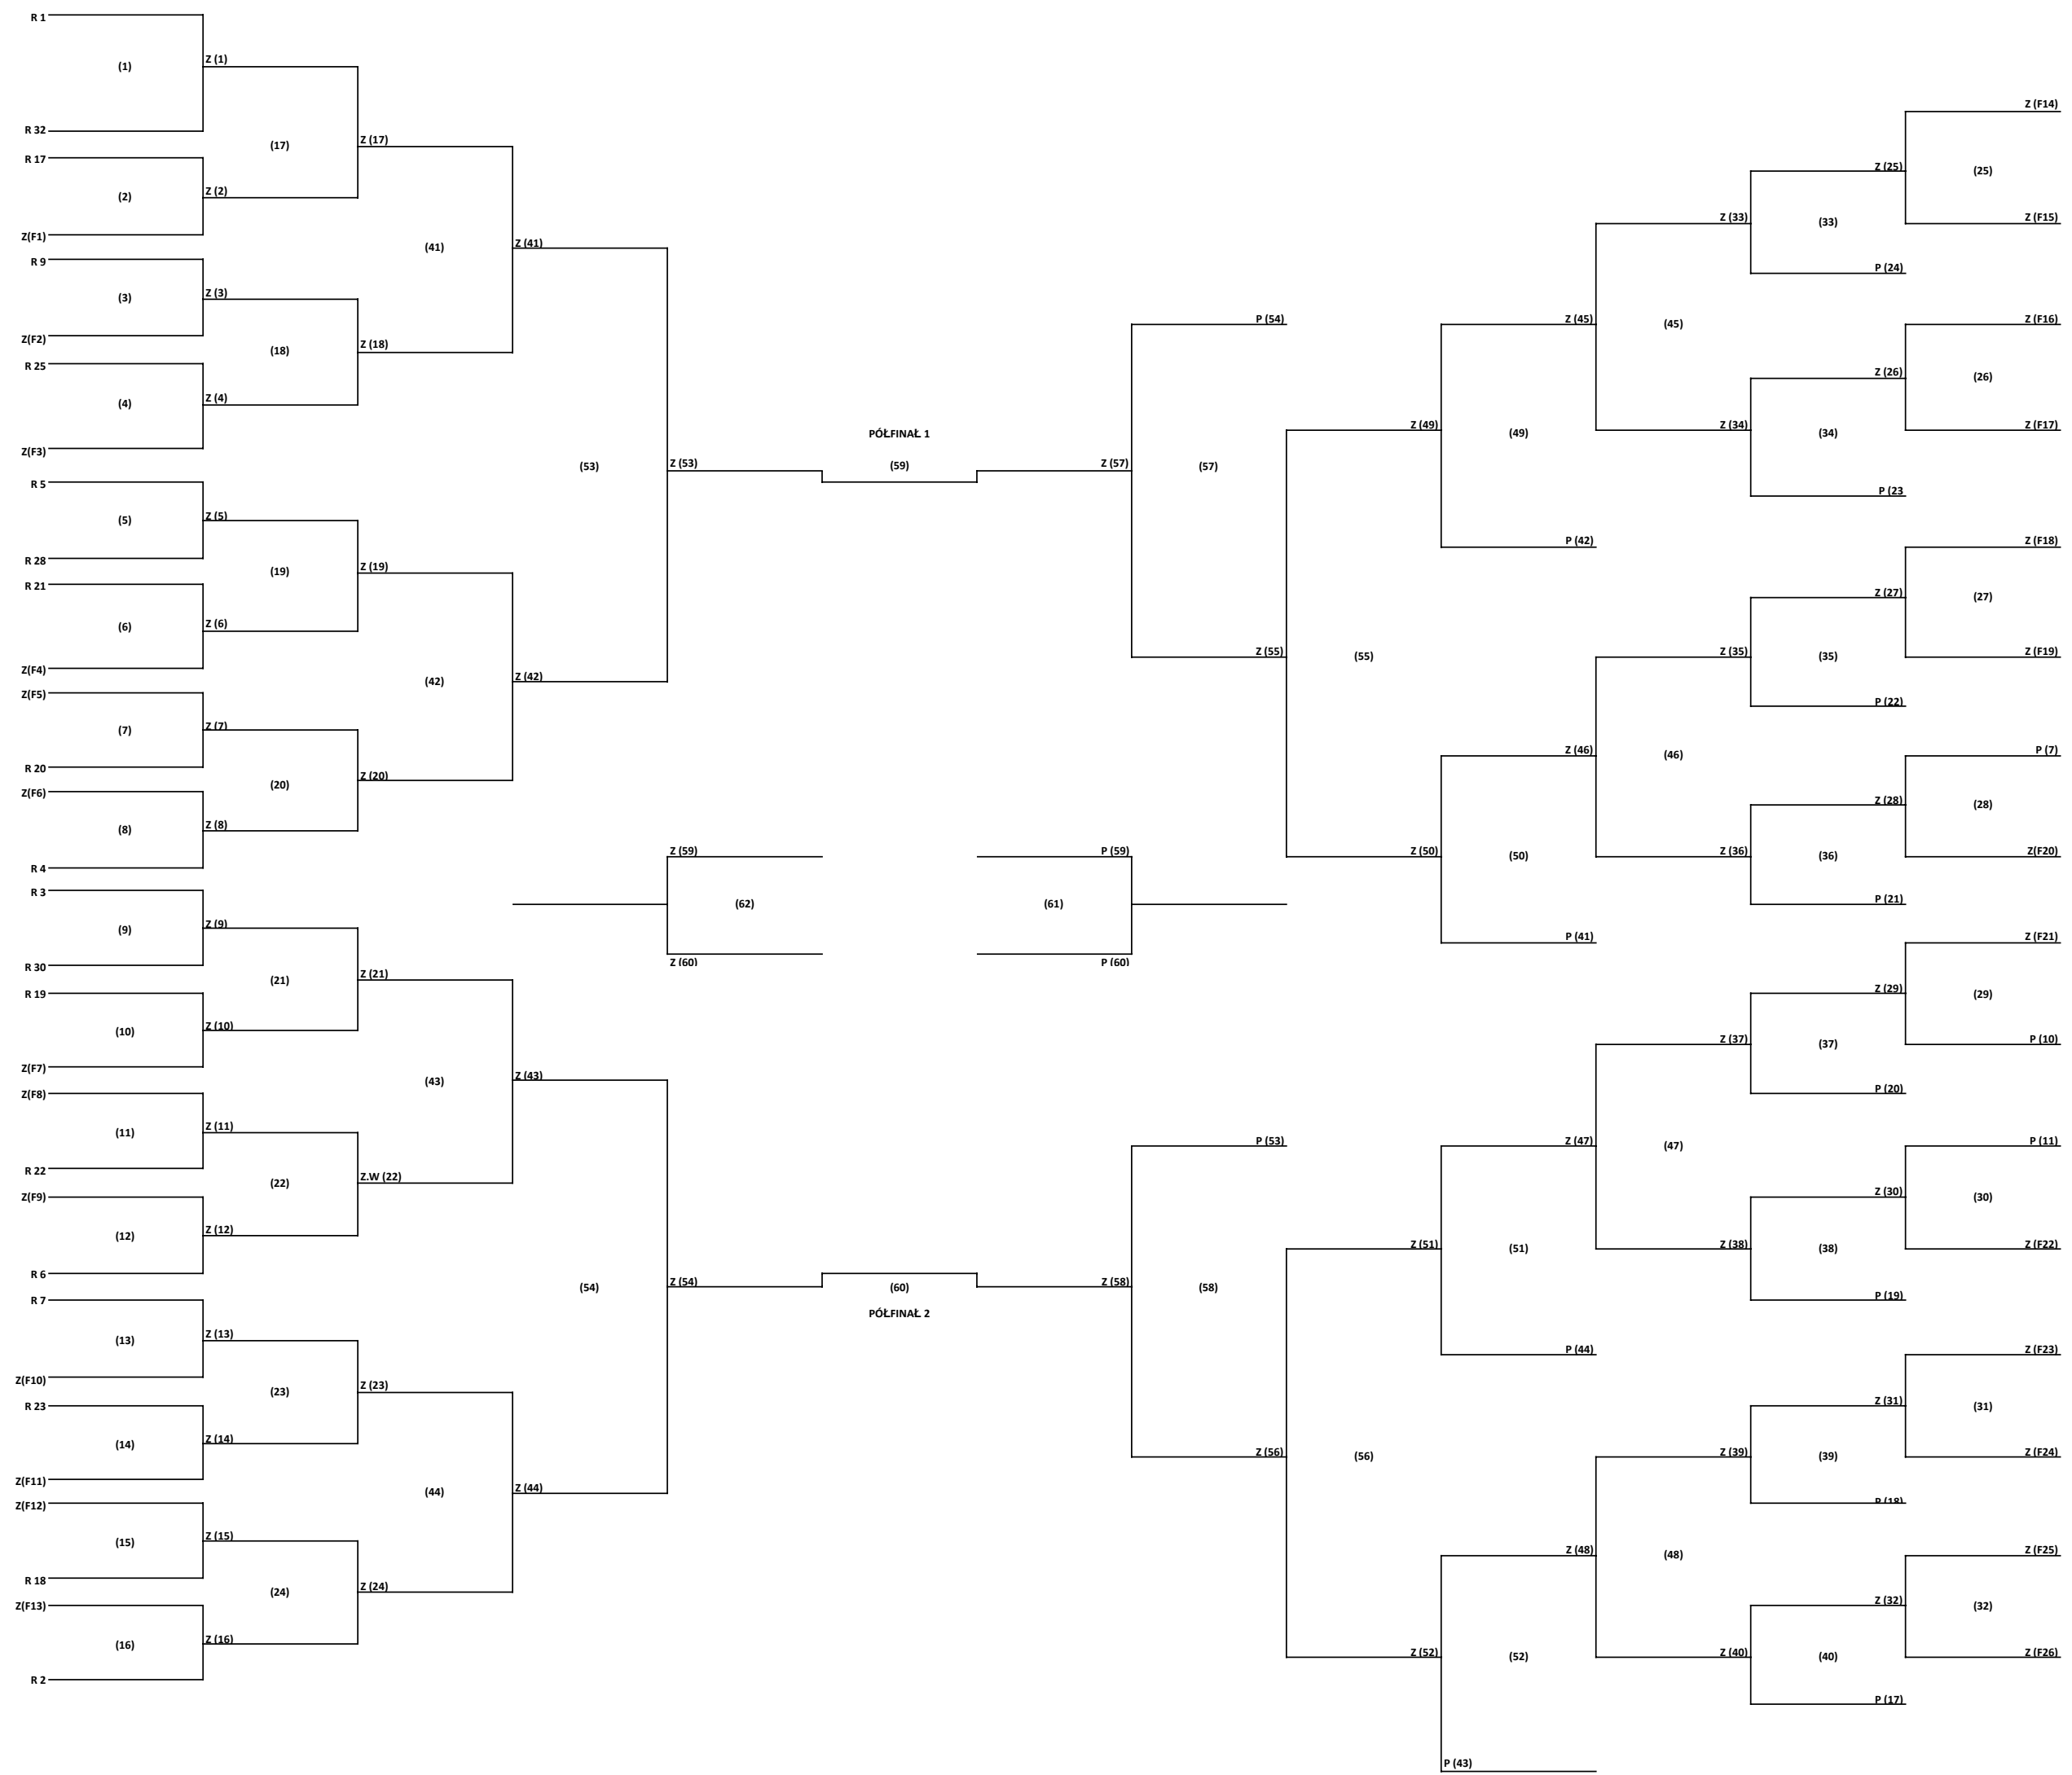 R 1
(1)
Z (1)
R 32
(17)
Z (17)
R 17
(2)
Z (2)
Z(F1)
(41)
Z (41)
R 9
(3)
Z (3)
Z(F2)
(18)
Z (18)
R 25
(4)
Z (4)
Z(F3)
(53)
Z (53)
R 5
(5)
Z (5)
R 28
(19)
Z (19)
R 21
(6)
Z (6)
Z(F4)
(42)
Z (42)
Z(F5)
(7)
Z (7)
R 20
(20)
Z (20)
Z(F6)
(8)
Z (8)
R 4
R 3
(9)
Z (9)
R 30
(21)
Z (21)
R 19
(10)
Z (10)
Z(F7)
(43)
Z (43)
Z(F8)
(11)
Z (11)
R 22
(22)
Z.W (22)
Z(F9)
(12)
Z (12)
R 6
(54)
Z (54)
R 7
(13)
Z (13)
Z(F10)
(23)
Z (23)
R 23
(14)
Z (14)
Z(F11)
(44)
Z (44)
Z(F12)
(15)
Z (15)
R 18
(24)
Z (24)
Z(F13)
(16)
Z (16)
R 2
PÓŁFINAŁ 1
(59)
Z (59)
(62)
Z (60)
P (59)
(61)
P (60)
(60)
PÓŁFINAŁ 2
Z (57)
(57)
P (54)
Z (55)
(55)
Z (49)
(49)
Z (45)
(45)
Z (33)
(33)
Z (25)
(25)
Z (F14)
Z (F15)
P (24)
Z (34)
(34)
Z (26)
(26)
Z (F16)
Z (F17)
P (23
P (42)
Z (50)
(50)
Z (46)
(46)
Z (35)
(35)
Z (27)
(27)
Z (F18)
Z (F19)
P (22)
Z (36)
(36)
Z (28)
(28)
P (7)
Z(F20)
P (21)
P (41)
Z (58)
(58)
P (53)
Z (56)
(56)
Z (51)
(51)
Z (47)
(47)
Z (37)
(37)
Z (29)
(29)
Z (F21)
P (10)
P (20)
Z (38)
(38)
Z (30)
(30)
P (11)
Z (F22)
P (19)
P (44)
Z (52)
(52)
Z (48)
(48)
Z (39)
(39)
Z (31)
(31)
Z (F23)
Z (F24)
P (18)
Z (40)
(40)
Z (32)
(32)
Z (F25)
Z (F26)
P (17)
P (43)